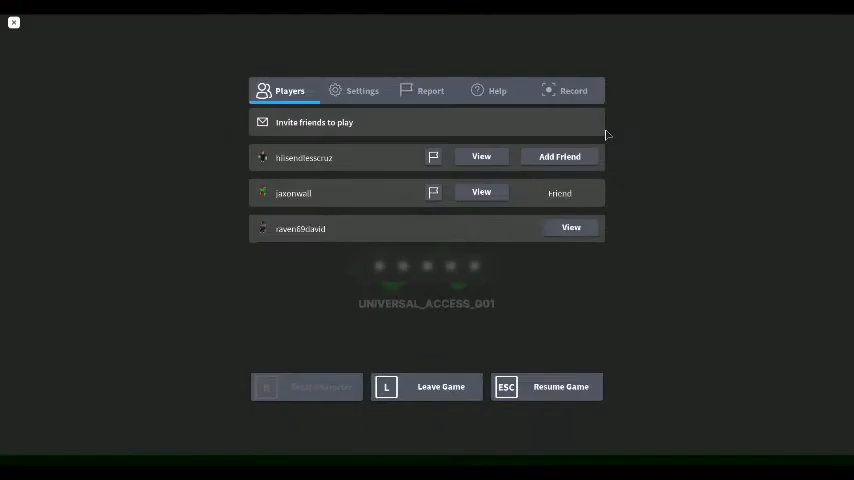 Players Settings Report Help Record
Invite friends to play
hiisendlesscruz View Add Friend
jaxonwall View Friend
raven69david View
UNIVERSAL_ACCESS_001
L Leave Game ESC Resume Game